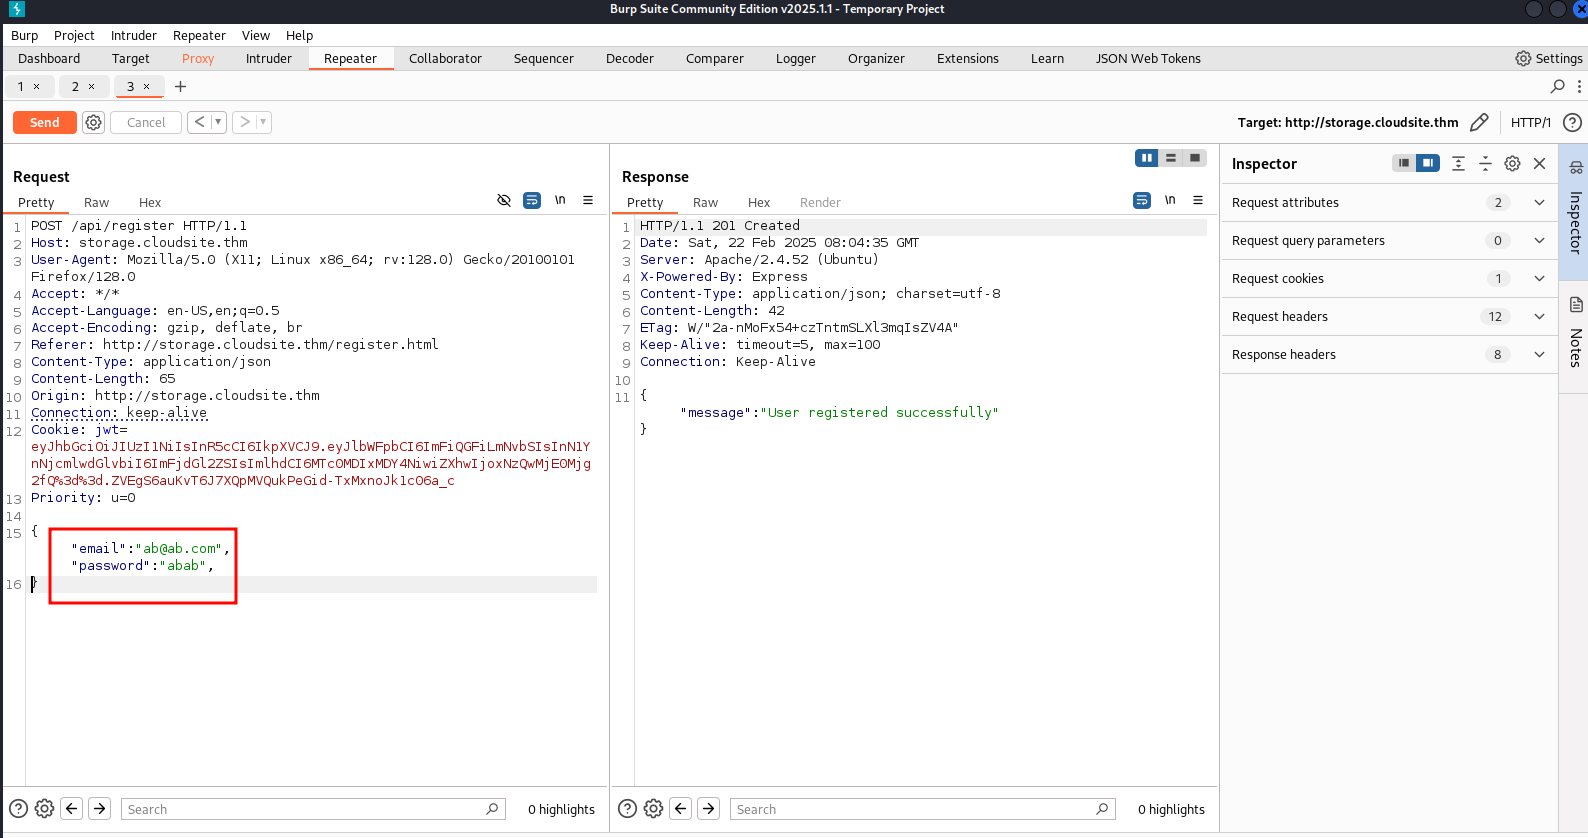 Burp Suite Community Edition v2025.1.1 - Temporary Project
Burp Project Intruder Repeater View Help
Dashboard Target Proxy Intruder Repeater Collaborator Sequencer Decoder Comparer Logger Organizer Extensions Learn JSON Web Tokens Settings
1 × 2 × 3 × +
Send Cancel < > Target: http://storage.cloudsite.thm HTTP/1 ?
Request
Pretty Raw Hex \n
1 POST /api/register HTTP/1.1
2 Host: storage.cloudsite.thm
3 User-Agent: Mozilla/5.0 (X11; Linux x86_64; rv:128.0) Gecko/20100101
Firefox/128.0
4 Accept: */*
5 Accept-Language: en-US,en;q=0.5
6 Accept-Encoding: gzip, deflate, br
7 Referer: http://storage.cloudsite.thm/register.html
8 Content-Type: application/json
9 Content-Length: 65
10 Origin: http://storage.cloudsite.thm
11 Connection: keep-alive
12 Cookie: jwt=
eyJhbGciOiJIUzI1NiIsInR5cCI6IkpXVCJ9.eyJlbWFpbCI6ImFiQGFiLmNvbSIsInN1Y
nNjcmlwdGlvbiI6ImFjdGl2ZSIsImlhdCI6MTc0MDIxMDY4NiwiZXhwIjoxNzQwMjE0Mjg
2fQ%3d%3d.ZVEgS6auKvT6J7XQpMVQukPeGid-TxMxnoJk1c06a_c
13 Priority: u=0
14
15 {
"email":"ab@ab.com",
"password":"abab",
16 }
? Search 0 highlights
Response
Pretty Raw Hex Render \n
1 HTTP/1.1 201 Created
2 Date: Sat, 22 Feb 2025 08:04:35 GMT
3 Server: Apache/2.4.52 (Ubuntu)
4 X-Powered-By: Express
5 Content-Type: application/json; charset=utf-8
6 Content-Length: 42
7 ETag: W/"2a-nMoFx54+czTntmSLXl3mqIsZV4A"
8 Keep-Alive: timeout=5, max=100
9 Connection: Keep-Alive
10
11 {
"message":"User registered successfully"
}
? Search 0 highlights
Inspector
Request attributes 2
Request query parameters 0
Request cookies 1
Request headers 12
Response headers 8
Inspector
Notes